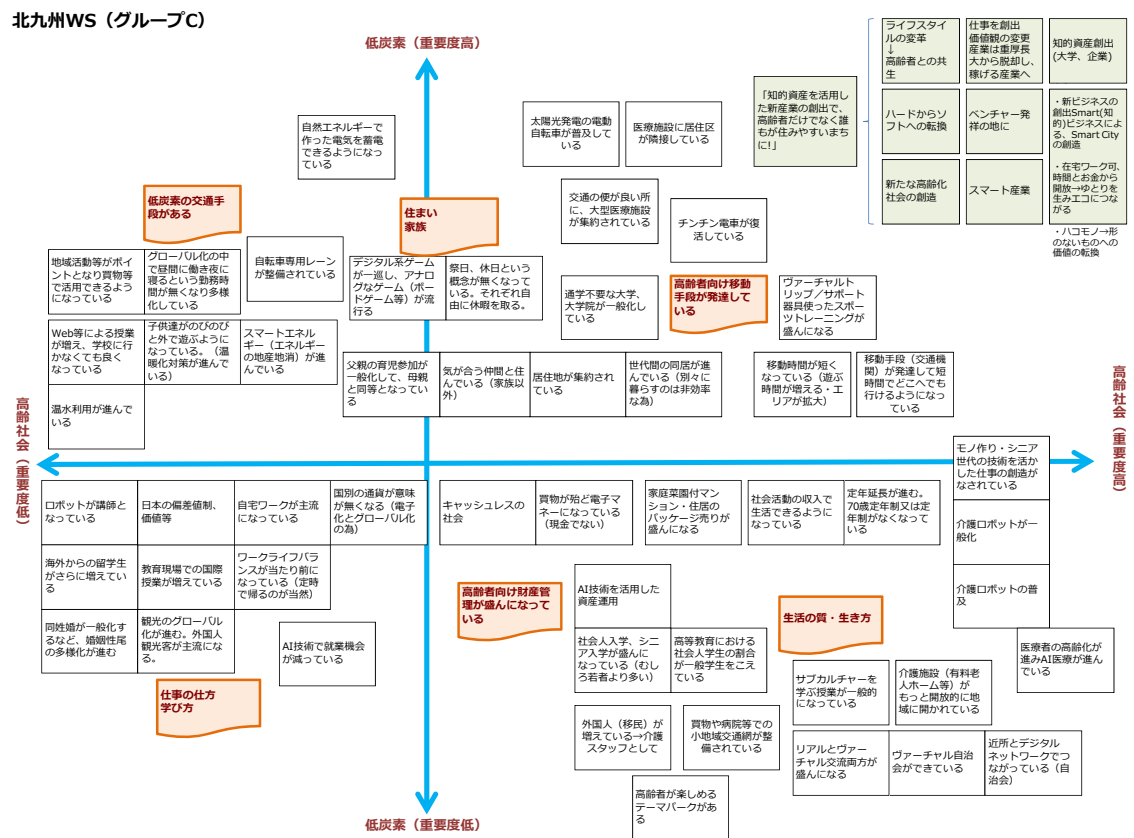 北九州WS（グループC）
低炭素（重要度高）
ライフスタイ
ルの変革
↓
高齢者との共
生
仕事を創出
価値観の変更
産業は重厚長
大から脱却し、
稼げる産業へ
知的資産創出
(大学、企業)
「知的資産を活用し
た新産業の創出で、
高齢者だけでなく誰
もが住みやすいまち
に!」
ハードからソ
フトへの転換
ベンチャー発
祥の地に
・新ビジネスの
創出Smart(知
的)ビジネスによ
る、Smart City
の創造
新たな高齢化
社会の創造
スマート産業
・在宅ワーク可、
時間とお金から
開放→ゆとりを
生みエコにつな
がる
・ハコモノ→形
のないものへの
価値の転換
自然エネルギーで
作った電気を蓄電
できるようになっ
ている
太陽光発電の電動
自転車が普及して
いる
医療施設に居住区
が隣接している
低炭素の交通手
段がある
住まい
家族
交通の便が良い所
に、大型医療施設
が集約されている
チンチン電車が復
活している
地域活動等がポイ
ントとなり買物等
で活用できるよう
になっている
グローバル化の中
で昼間に働き夜に
寝るという勤務時
間が無くなり多様
化している
自転車専用レーン
が整備されている
デジタル系ゲーム
が一巡し、アナロ
グなゲーム（ボー
ドゲーム等）が流
行る
祭日、休日という
概念が無くなって
いる。それぞれ自
由に休暇を取る。
通学不要な大学、
大学院が一般化し
ている
高齢者向け移動
手段が発達して
いる
ヴァーチャルト
リップ／サポート
器具使ったスポー
ツトレーニングが
盛んになる
Web等による授業
が増え、学校に行
かなくても良く
なっている
子供達がのびのび
と外で遊ぶように
なっている。（温
暖化対策が進んで
いる）
スマートエネル
ギー（エネルギー
の地産地消）が進
んでいる
父親の育児参加が
一般化して、母親
と同等となってい
る
気が合う仲間と住
んでいる（家族以
外）
居住地が集約され
ている
世代間の同居が進
んでいる（別々に
暮らすのは非効率
な為）
移動時間が短く
なっている（遊ぶ
時間が増える・エ
リアが拡大）
移動手段（交通機
関）が発達して短
時間でどこへでも
行けるようになっ
ている
温水利用が進んで
いる
高齢社会（重要度低）
高齢社会（重要度高）
モノ作り・シニア
世代の技術を活か
した仕事の創造が
なされている
ロボットが講師と
なっている
日本の偏差値制、
価値等
自宅ワークが主流
になっている
国別の通貨が意味
が無くなる（電子
化とグローバル化
の為）
キャッシュレスの
社会
買物が殆ど電子マ
ネーになっている
（現金でない）
家庭菜園付マン
ション・住居の
パッケージ売りが
盛んになる
社会活動の収入で
生活できるように
なっている
定年延長が進む。
70歳定年制又は定
年制がなくなって
いる
介護ロボットが一
般化
海外からの留学生
がさらに増えてい
る
教育現場での国際
授業が増えている
ワークライフバラ
ンスが当たり前に
なっている（定時
で帰るのが当然）
高齢者向け財産管
理が盛んになって
いる
AI技術を活用した
資産運用
生活の質・生き方
介護ロボットの普
及
同姓婚が一般化す
るなど、婚姻性尾
の多様化が進む
観光のグローバル
化が進む。外国人
観光客が主流にな
る。
AI技術で就業機会
が減っている
社会人入学、シニ
ア入学が盛んに
なっている（むし
ろ若者より多い）
高等教育における
社会人学生の割合
が一般学生をこえ
ている
医療者の高齢化が
進みAI医療が進ん
でいる
仕事の仕方
学び方
サブカルチャーを
学ぶ授業が一般的
になっている
介護施設（有料老
人ホーム等）が
もっと開放的に地
域に開かれている
外国人（移民）が
増えている→介護
スタッフとして
買物や病院等での
小地域交通網が整
備されている
リアルとヴァー
チャル交流両方が
盛んになる
ヴァーチャル自治
会ができている
近所とデジタル
ネットワークでつ
ながっている（自
治会）
高齢者が楽しめる
テーマパークがあ
る
低炭素（重要度低）